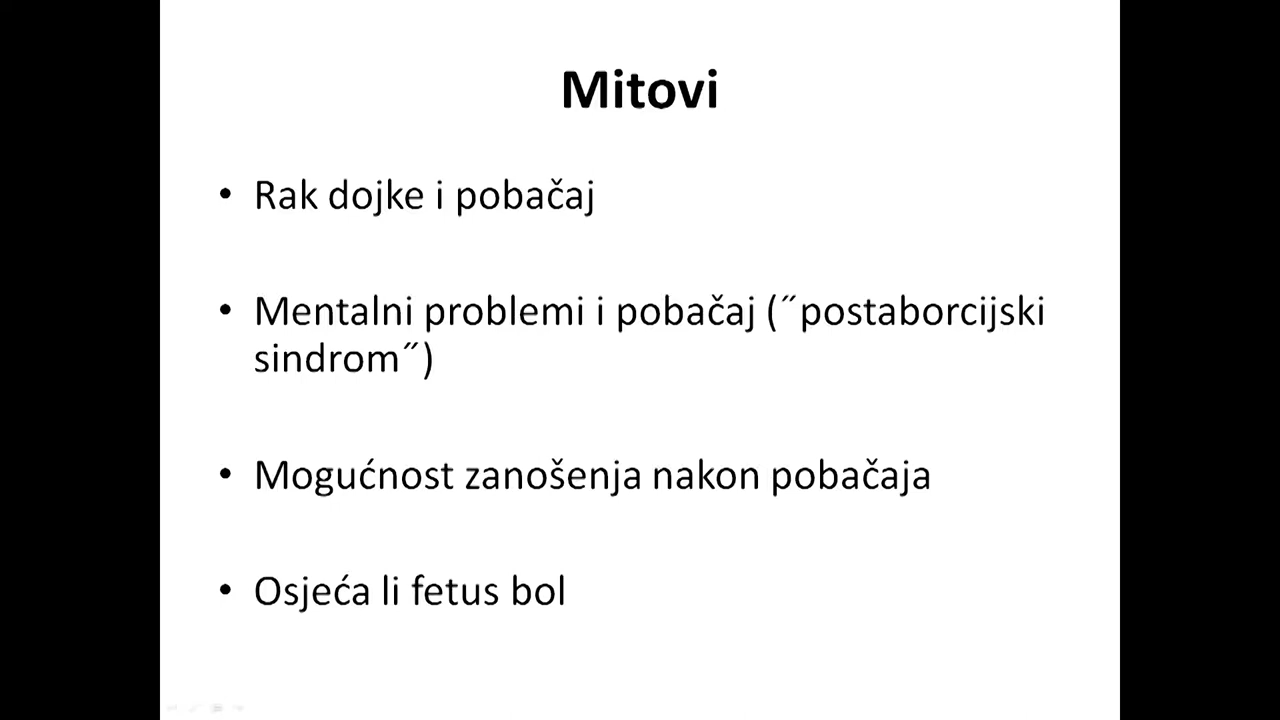 Mitovi
• Rak dojke i pobačaj
• Mentalni problemi i pobačaj (˝postaborcijski
sindrom˝)
• Mogućnost zanošenja nakon pobačaja
• Osjeća li fetus bol